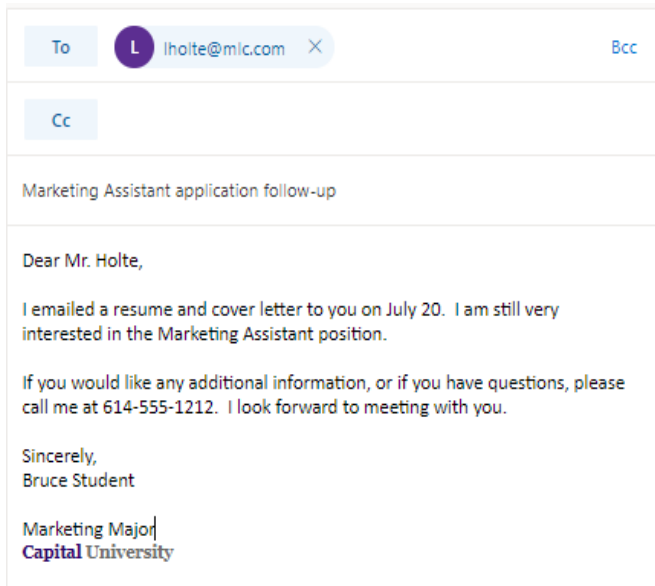 To L lholte@mlc.com × Bcc
Cc
Marketing Assistant application follow-up
Dear Mr. Holte,
I emailed a resume and cover letter to you on July 20.  I am still very
interested in the Marketing Assistant position.
If you would like any additional information, or if you have questions, please
call me at 614-555-1212.  I look forward to meeting with you.
Sincerely,
Bruce Student
Marketing Major
Capital University